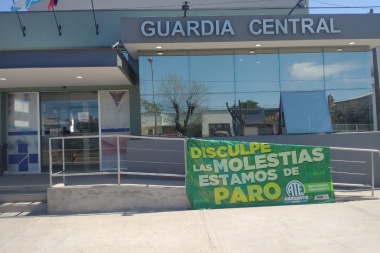 GUARDIA CENTRAL
DISCULPE
LAS MOLESTIAS
ESTAMOS DE
PARO
ATE